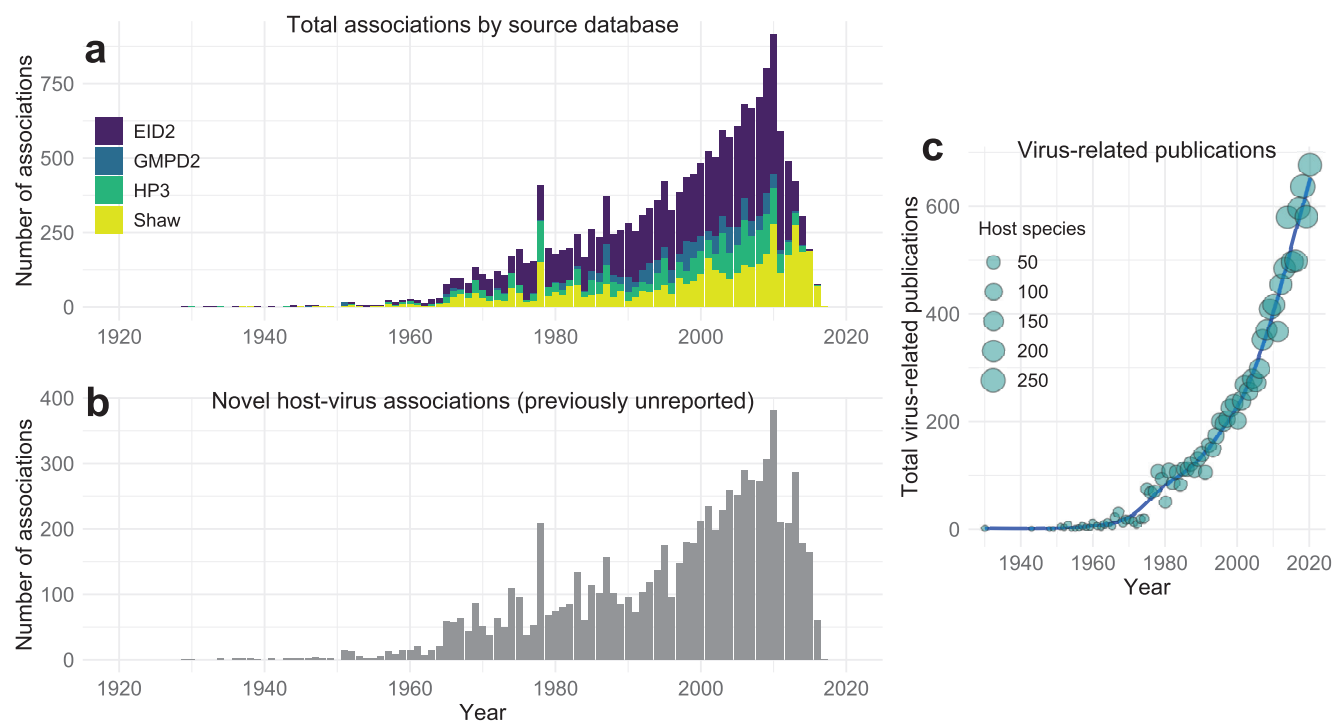 a
Total associations by source database
Number of associations
750
500
250
0
EID2
GMPD2
HP3
Shaw
1920
1940
1960
1980
2000
2020
b
Novel host-virus associations (previously unreported)
Number of associations
400
300
200
100
0
1920
1940
1960
1980
2000
2020
Year
c
Virus-related publications
Total virus-related publications
600
400
200
0
Host species
50
100
150
200
250
1940
1960
1980
2000
2020
Year